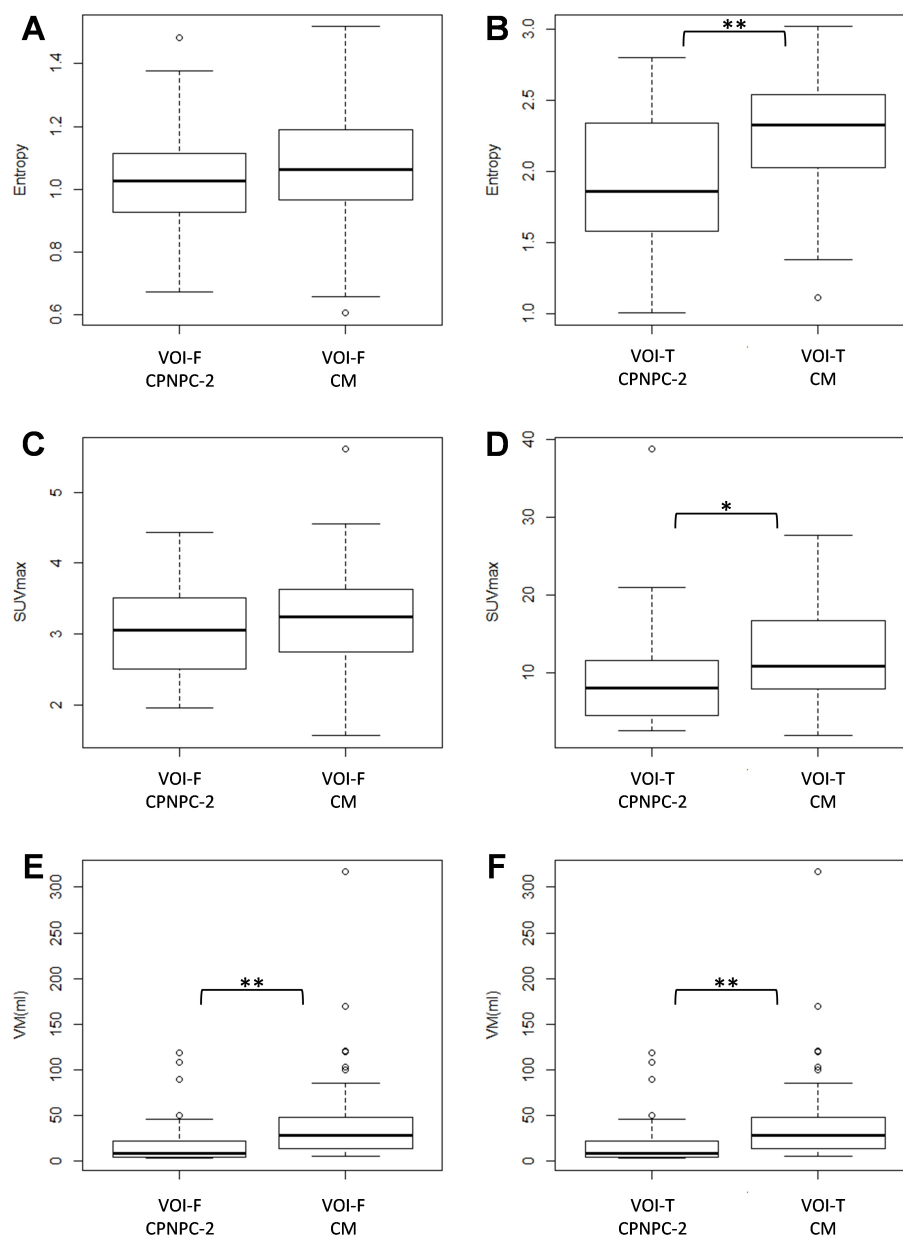 A
Entropy
1.4
1.2
1.0
0.8
0.6
VOI-F
CPNPC-2
VOI-F
CM
B
**
Entropy
3.0
2.5
2.0
1.5
1.0
VOI-T
CPNPC-2
VOI-T
CM
C
SUVmax
5
4
3
2
VOI-F
CPNPC-2
VOI-F
CM
D
*
SUVmax
40
30
20
10
VOI-T
CPNPC-2
VOI-T
CM
E
**
VM(ml)
300
250
200
150
100
50
0
VOI-F
CPNPC-2
VOI-F
CM
F
**
VM(ml)
300
250
200
150
100
50
0
VOI-T
CPNPC-2
VOI-T
CM